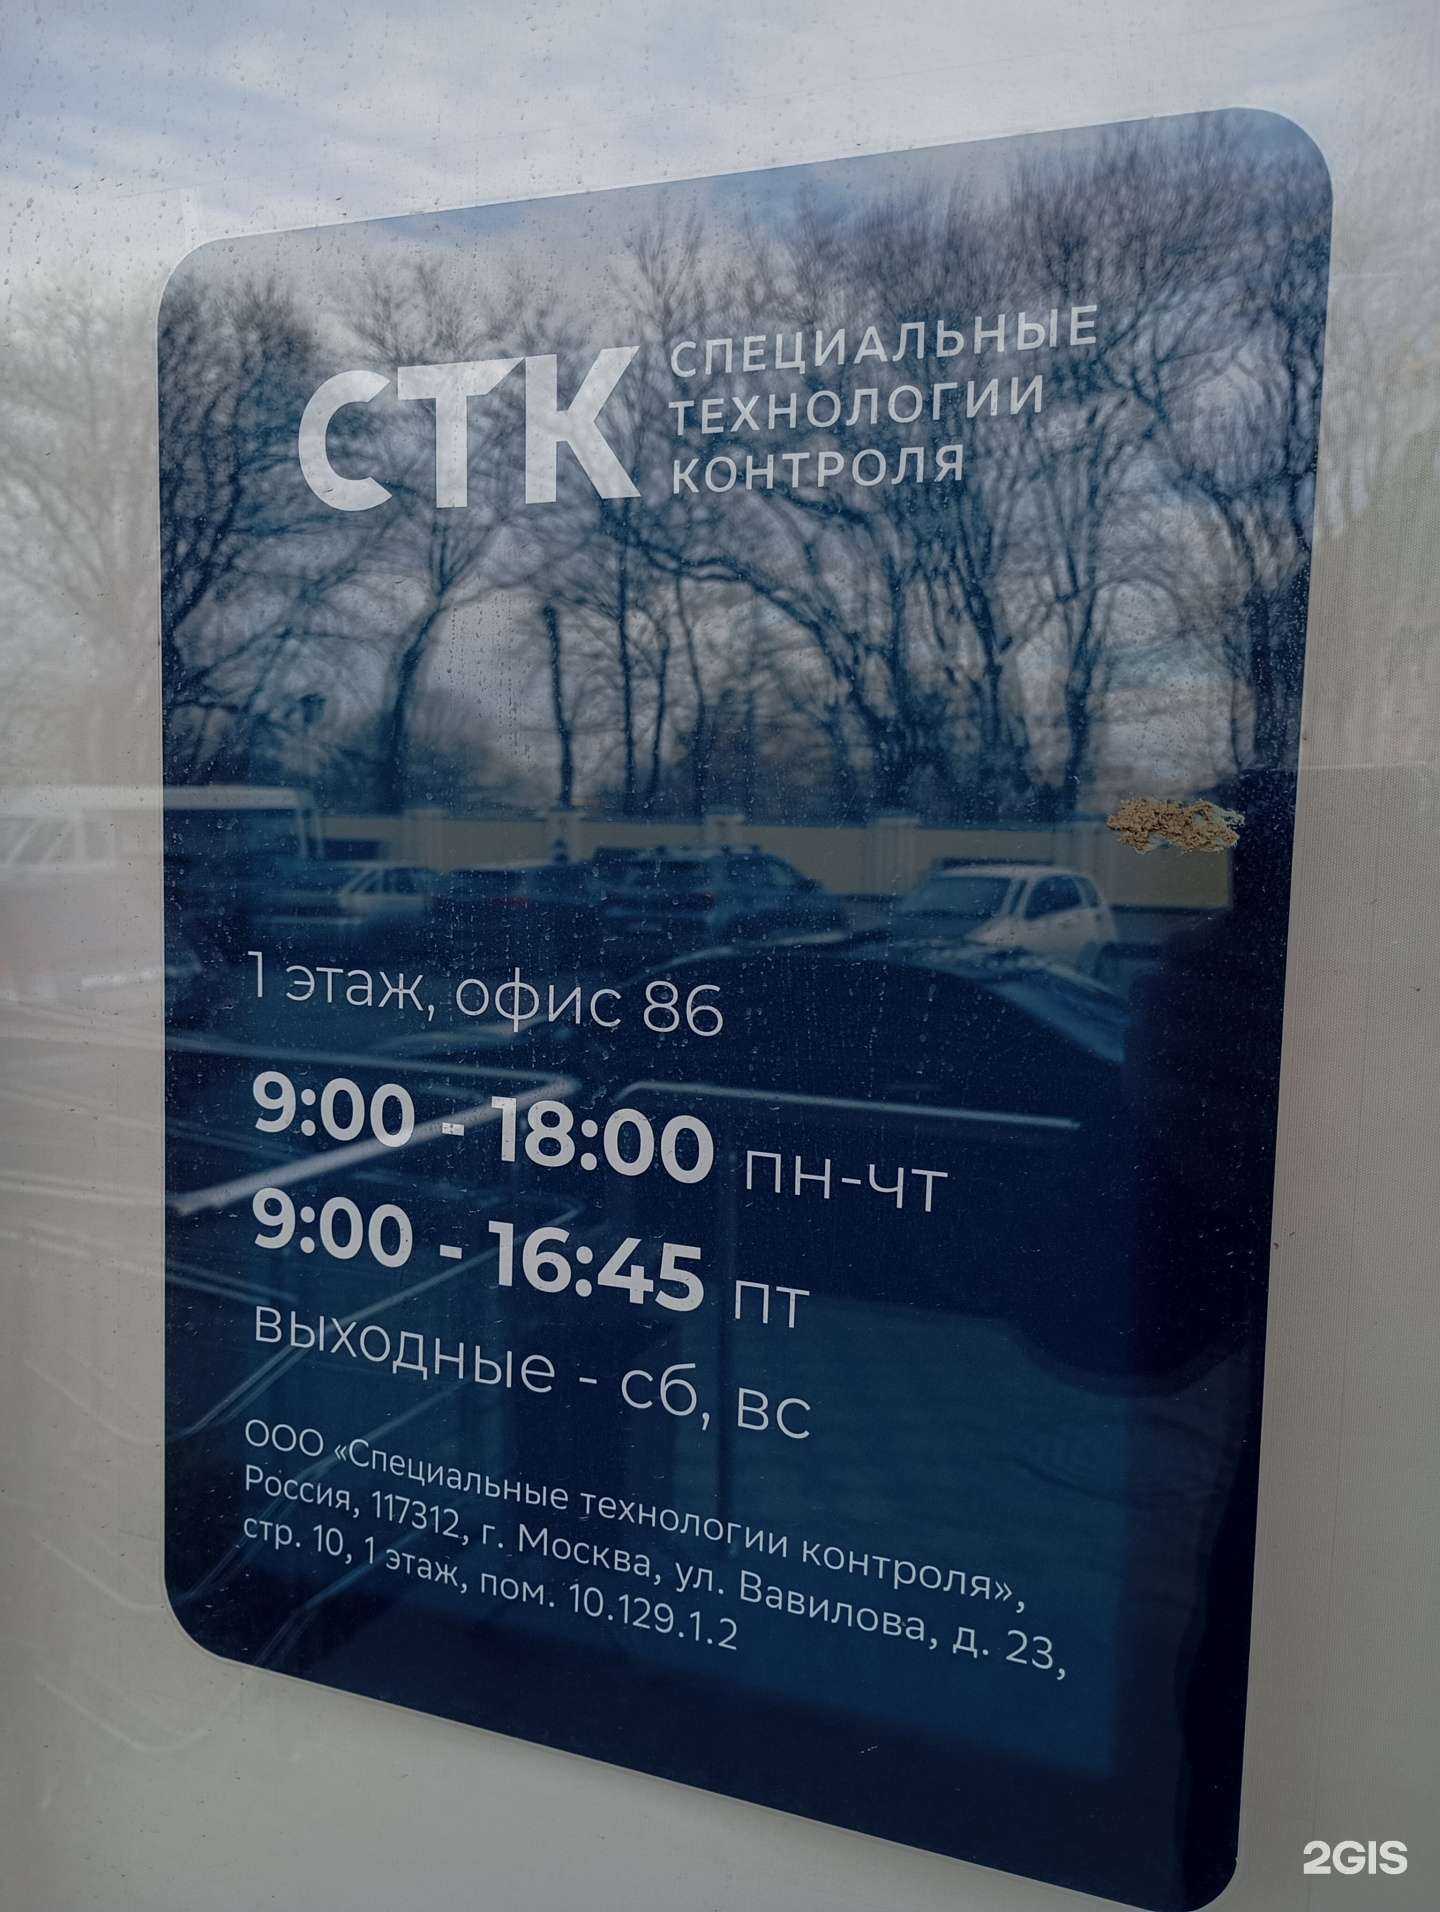 СТК
СПЕЦИАЛЬНЫЕ
ТЕХНОЛОГИИ
КОНТРОЛЯ
1 этаж, офис 86
9:00 - 18:00 пн-чт
9:00 - 16:45 пт
выходные - сб, вс
ООО «Специальные технологии контроля»,
Россия, 117312, г. Москва, ул. Вавилова, д. 23,
стр. 10, 1 этаж, пом. 10.129.1.2
2GIS